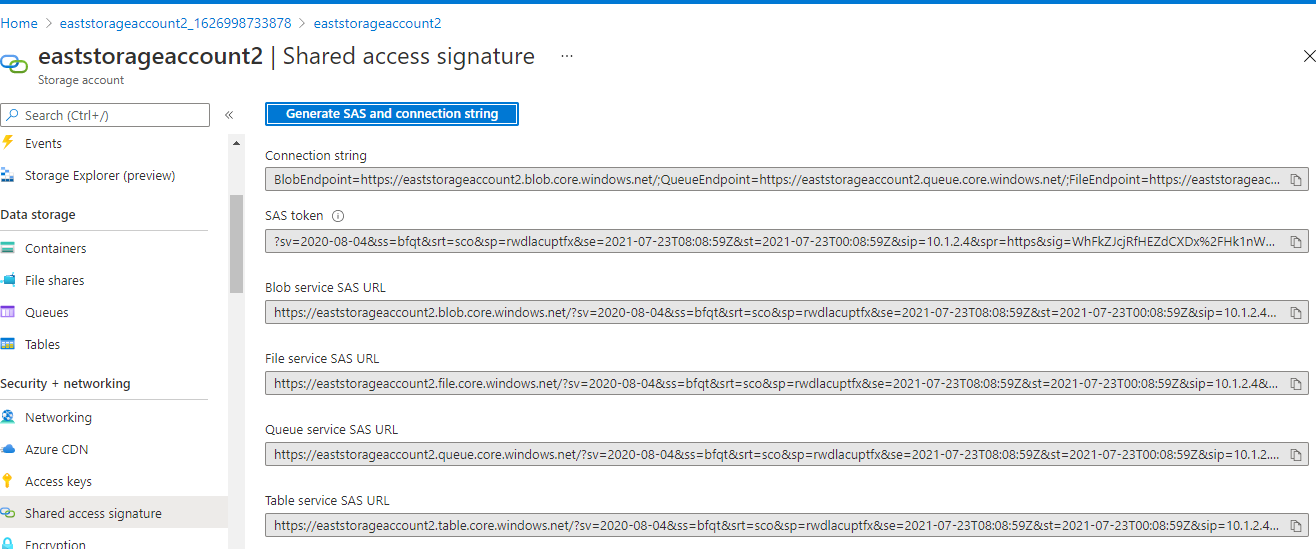 Home > eaststorageaccount2_1626998733878 > eaststorageaccount2
eaststorageaccount2 | Shared access signature ...
Storage account
Search (Ctrl+/)
«
Events
Storage Explorer (preview)
Data storage
Containers
File shares
Queues
Tables
Security + networking
Networking
Azure CDN
Access keys
Shared access signature
Encryption
Generate SAS and connection string
Connection string
BlobEndpoint=https://eaststorageaccount2.blob.core.windows.net/;QueueEndpoint=https://eaststorageaccount2.queue.core.windows.net/;FileEndpoint=https://eaststorageac...
SAS token
?sv=2020-08-04&ss=bfqt&srt=sco&sp=rwdlacuptfx&se=2021-07-23T08:08:59Z&st=2021-07-23T00:08:59Z&sip=10.1.2.4&spr=https&sig=WhFkZJcjRfHEZdCXDx%2FHk1nW...
Blob service SAS URL
https://eaststorageaccount2.blob.core.windows.net/?sv=2020-08-04&ss=bfqt&srt=sco&sp=rwdlacuptfx&se=2021-07-23T08:08:59Z&st=2021-07-23T00:08:59Z&sip=10.1.2.4...
File service SAS URL
https://eaststorageaccount2.file.core.windows.net/?sv=2020-08-04&ss=bfqt&srt=sco&sp=rwdlacuptfx&se=2021-07-23T08:08:59Z&st=2021-07-23T00:08:59Z&sip=10.1.2.4&...
Queue service SAS URL
https://eaststorageaccount2.queue.core.windows.net/?sv=2020-08-04&ss=bfqt&srt=sco&sp=rwdlacuptfx&se=2021-07-23T08:08:59Z&st=2021-07-23T00:08:59Z&sip=10.1.2....
Table service SAS URL
https://eaststorageaccount2.table.core.windows.net/?sv=2020-08-04&ss=bfqt&srt=sco&sp=rwdlacuptfx&se=2021-07-23T08:08:59Z&st=2021-07-23T00:08:59Z&sip=10.1.2.4...